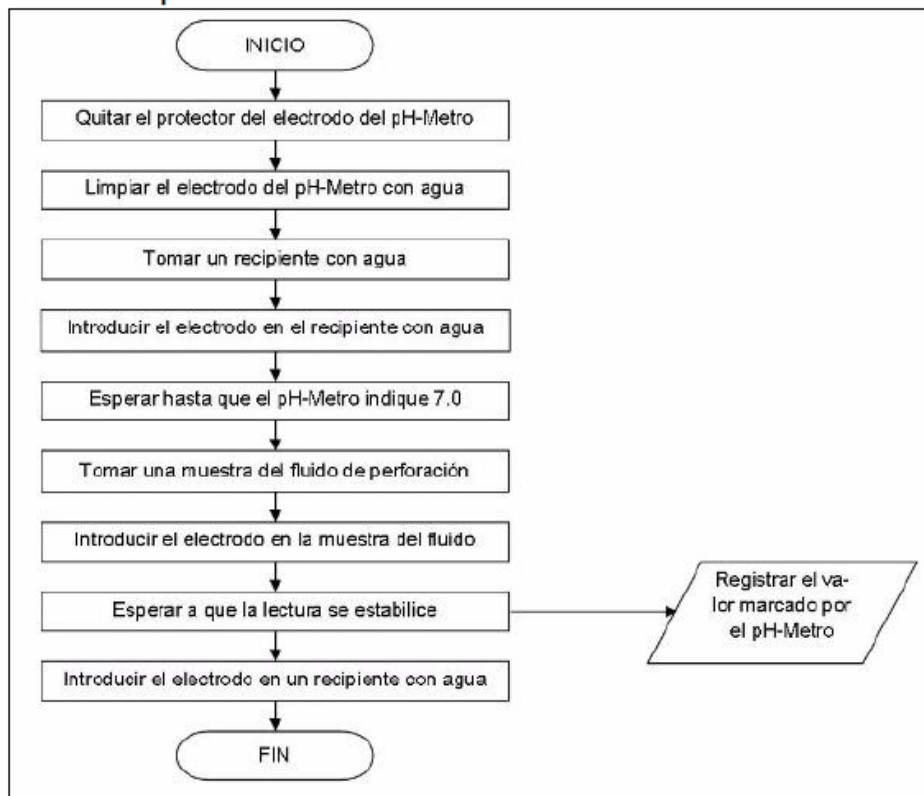 INICIO
Quitar el protector del electrodo del pH-Metro
Limpiar el electrodo del pH-Metro con agua
Tomar un recipiente con agua
Introducir el electrodo en el recipiente con agua
Esperar hasta que el pH-Metro indique 7.0
Tomar una muestra del fluido de perforación
Introducir el electrodo en la muestra del fluido
Esperar a que la lectura se estabilice
Registrar el va-
lor marcado por
el pH-Metro
Introducir el electrodo en un recipiente con agua
FIN